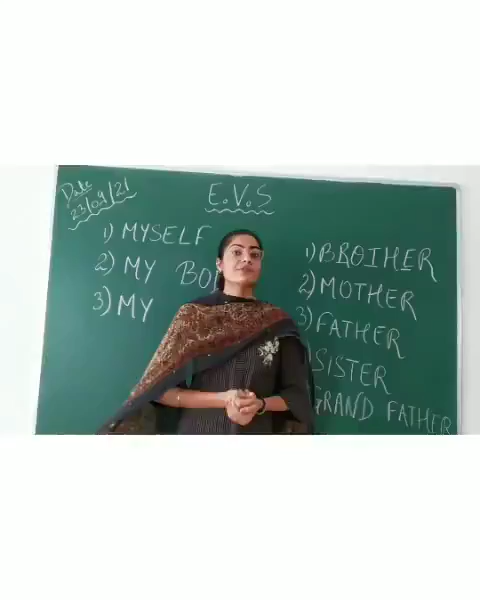 Date
23/09/21
E.V.S
1) MYSELF
2) MY BO
3) MY
1) BROTHER
2) MOTHER
3) FATHER
SISTER
GRAND FATHER